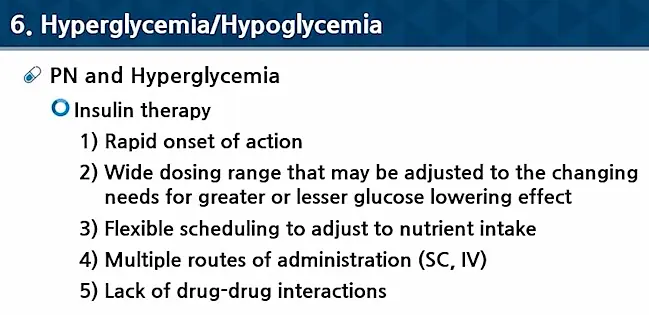 6. Hyperglycemia/Hypoglycemia
PN and Hyperglycemia
Insulin therapy
1) Rapid onset of action
2) Wide dosing range that may be adjusted to the changing
needs for greater or lesser glucose lowering effect
3) Flexible scheduling to adjust to nutrient intake
4) Multiple routes of administration (SC, IV)
5) Lack of drug-drug interactions